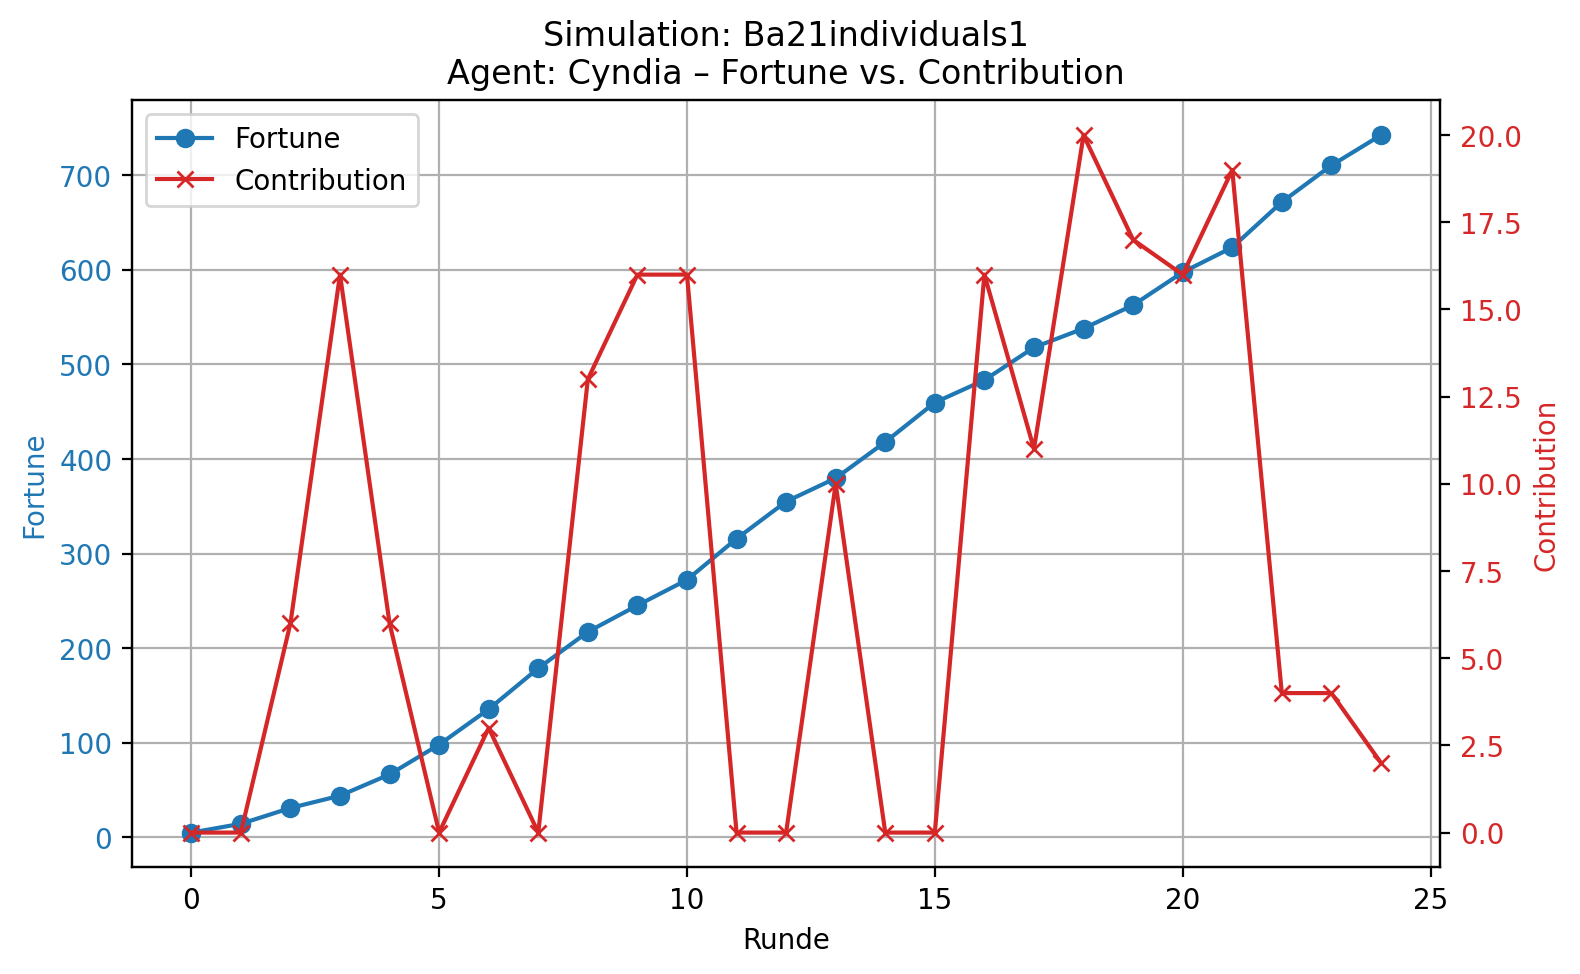 Simulation: Ba21individuals1
Agent: Cyndia – Fortune vs. Contribution
Fortune
Contribution
700
600
500
400
300
200
100
0
Fortune
20.0
17.5
15.0
12.5
10.0
7.5
5.0
2.5
0.0
Contribution
0 5 10 15 20 25
Runde